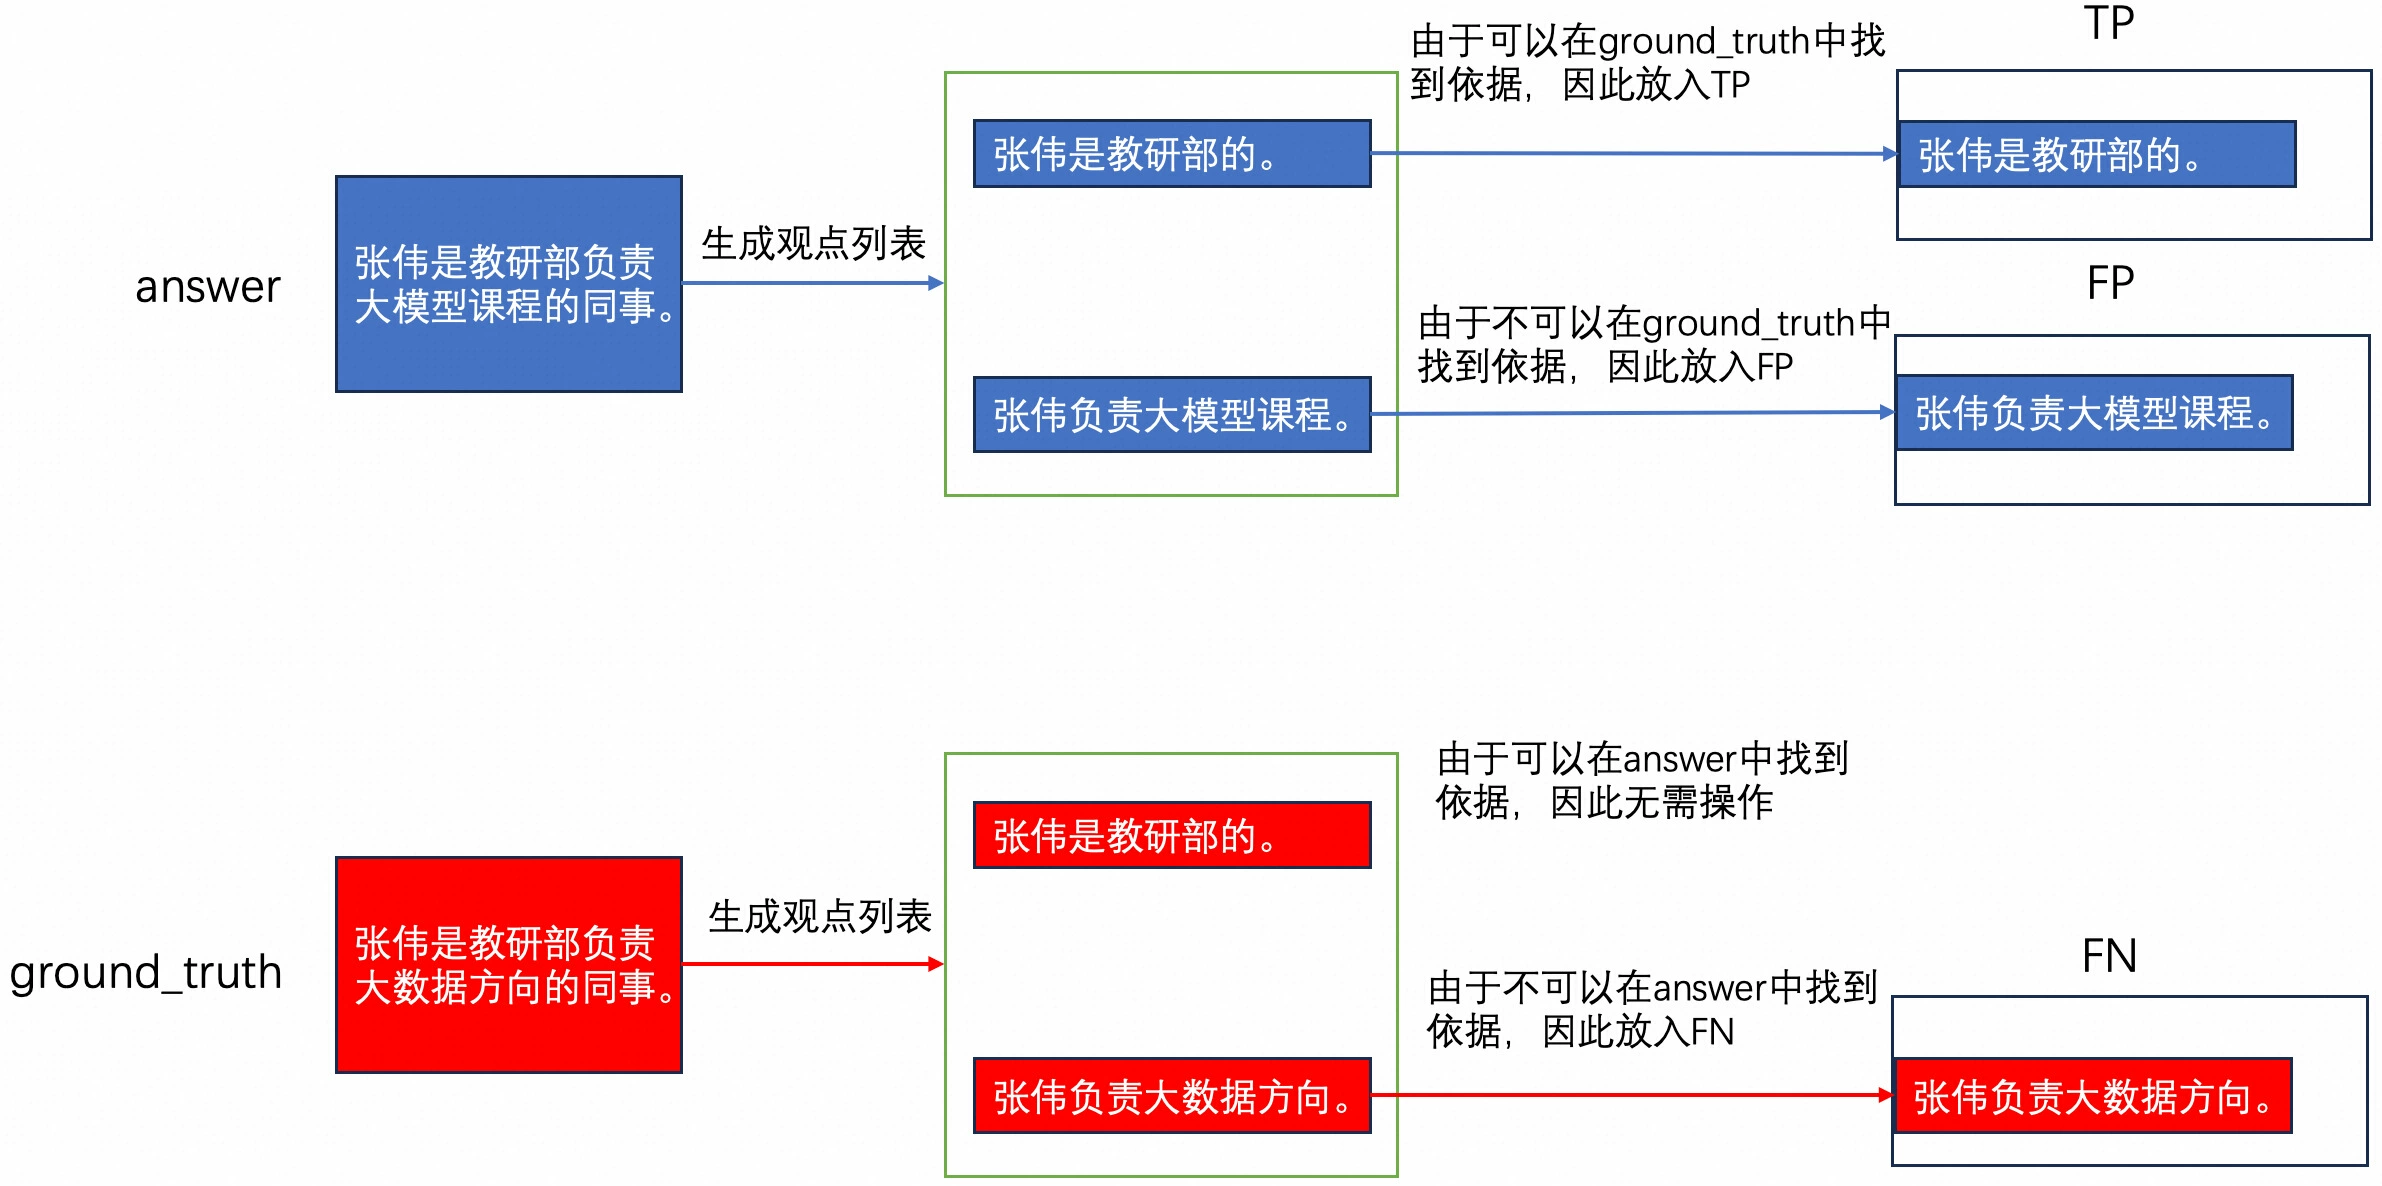 TP
由于可以在ground_truth中找
到依据，因此放入TP
张伟是教研部的。
张伟是教研部的。
answer
张伟是教研部负责
大模型课程的同事。
生成观点列表
FP
由于不可以在ground_truth中
找到依据，因此放入FP
张伟负责大模型课程。
张伟负责大模型课程。
由于可以在answer中找到
依据，因此无需操作
张伟是教研部的。
ground_truth
张伟是教研部负责
大数据方向的同事。
生成观点列表
FN
由于不可以在answer中找到
依据，因此放入FN
张伟负责大数据方向。
张伟负责大数据方向。